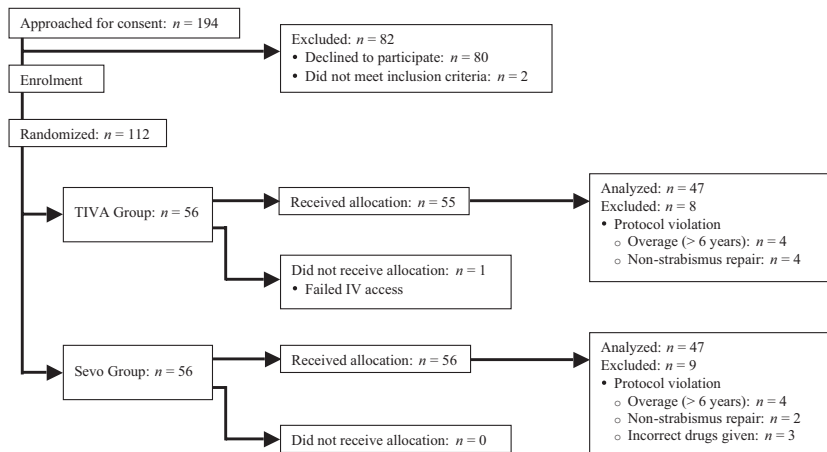 Approached for consent: n = 194
Excluded: n = 82
• Declined to participate: n = 80
• Did not meet inclusion criteria: n = 2
Enrolment
Randomized: n = 112
TIVA Group: n = 56
Received allocation: n = 55
Analyzed: n = 47
Excluded: n = 8
• Protocol violation
o Overage (> 6 years): n = 4
o Non-strabismus repair: n = 4
Did not receive allocation: n = 1
• Failed IV access
Sevo Group: n = 56
Received allocation: n = 56
Analyzed: n = 47
Excluded: n = 9
• Protocol violation
o Overage (> 6 years): n = 4
o Non-strabismus repair: n = 2
o Incorrect drugs given: n = 3
Did not receive allocation: n = 0